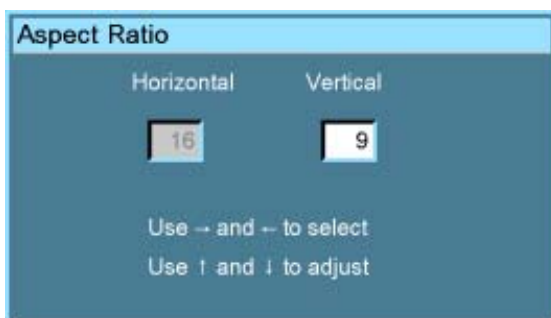 Aspect Ratio
Horizontal Vertical
16 9
Use → and ← to select
Use ↑ and ↓ to adjust